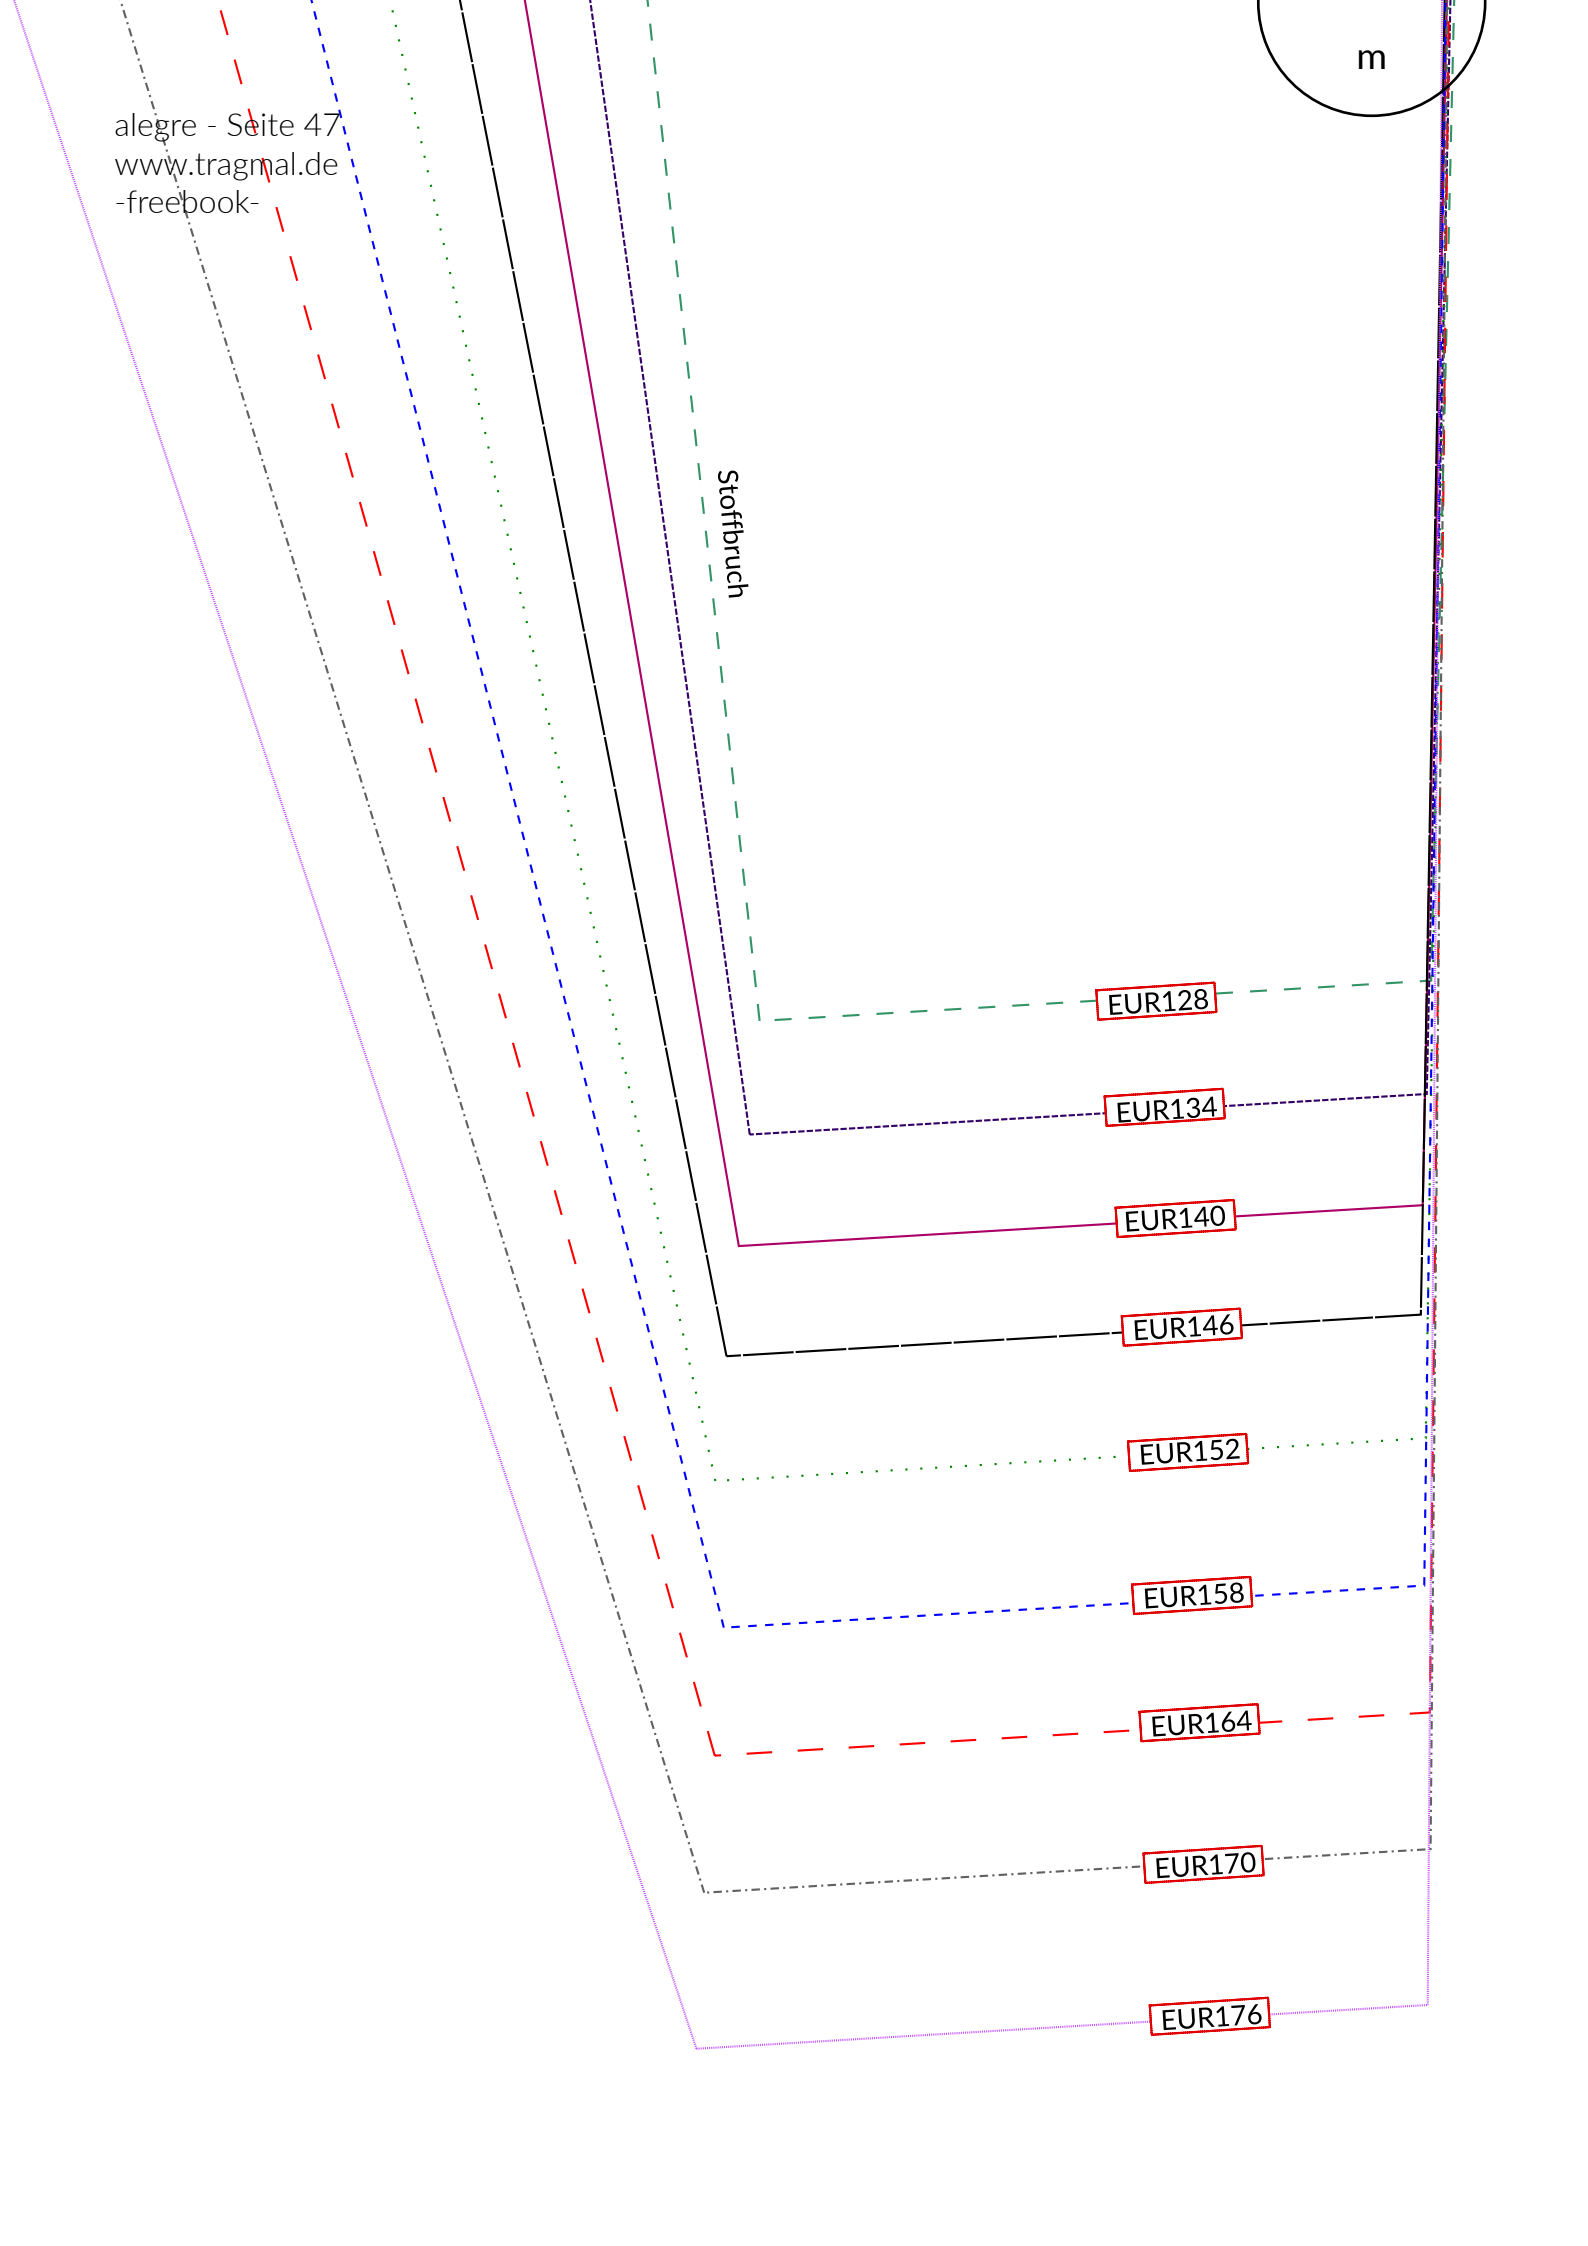 m
alegre - Seite 47
www.tragmal.de
-freebook-
Stoffbruch
EUR128
EUR134
EUR140
EUR146
EUR152
EUR158
EUR164
EUR170
EUR176